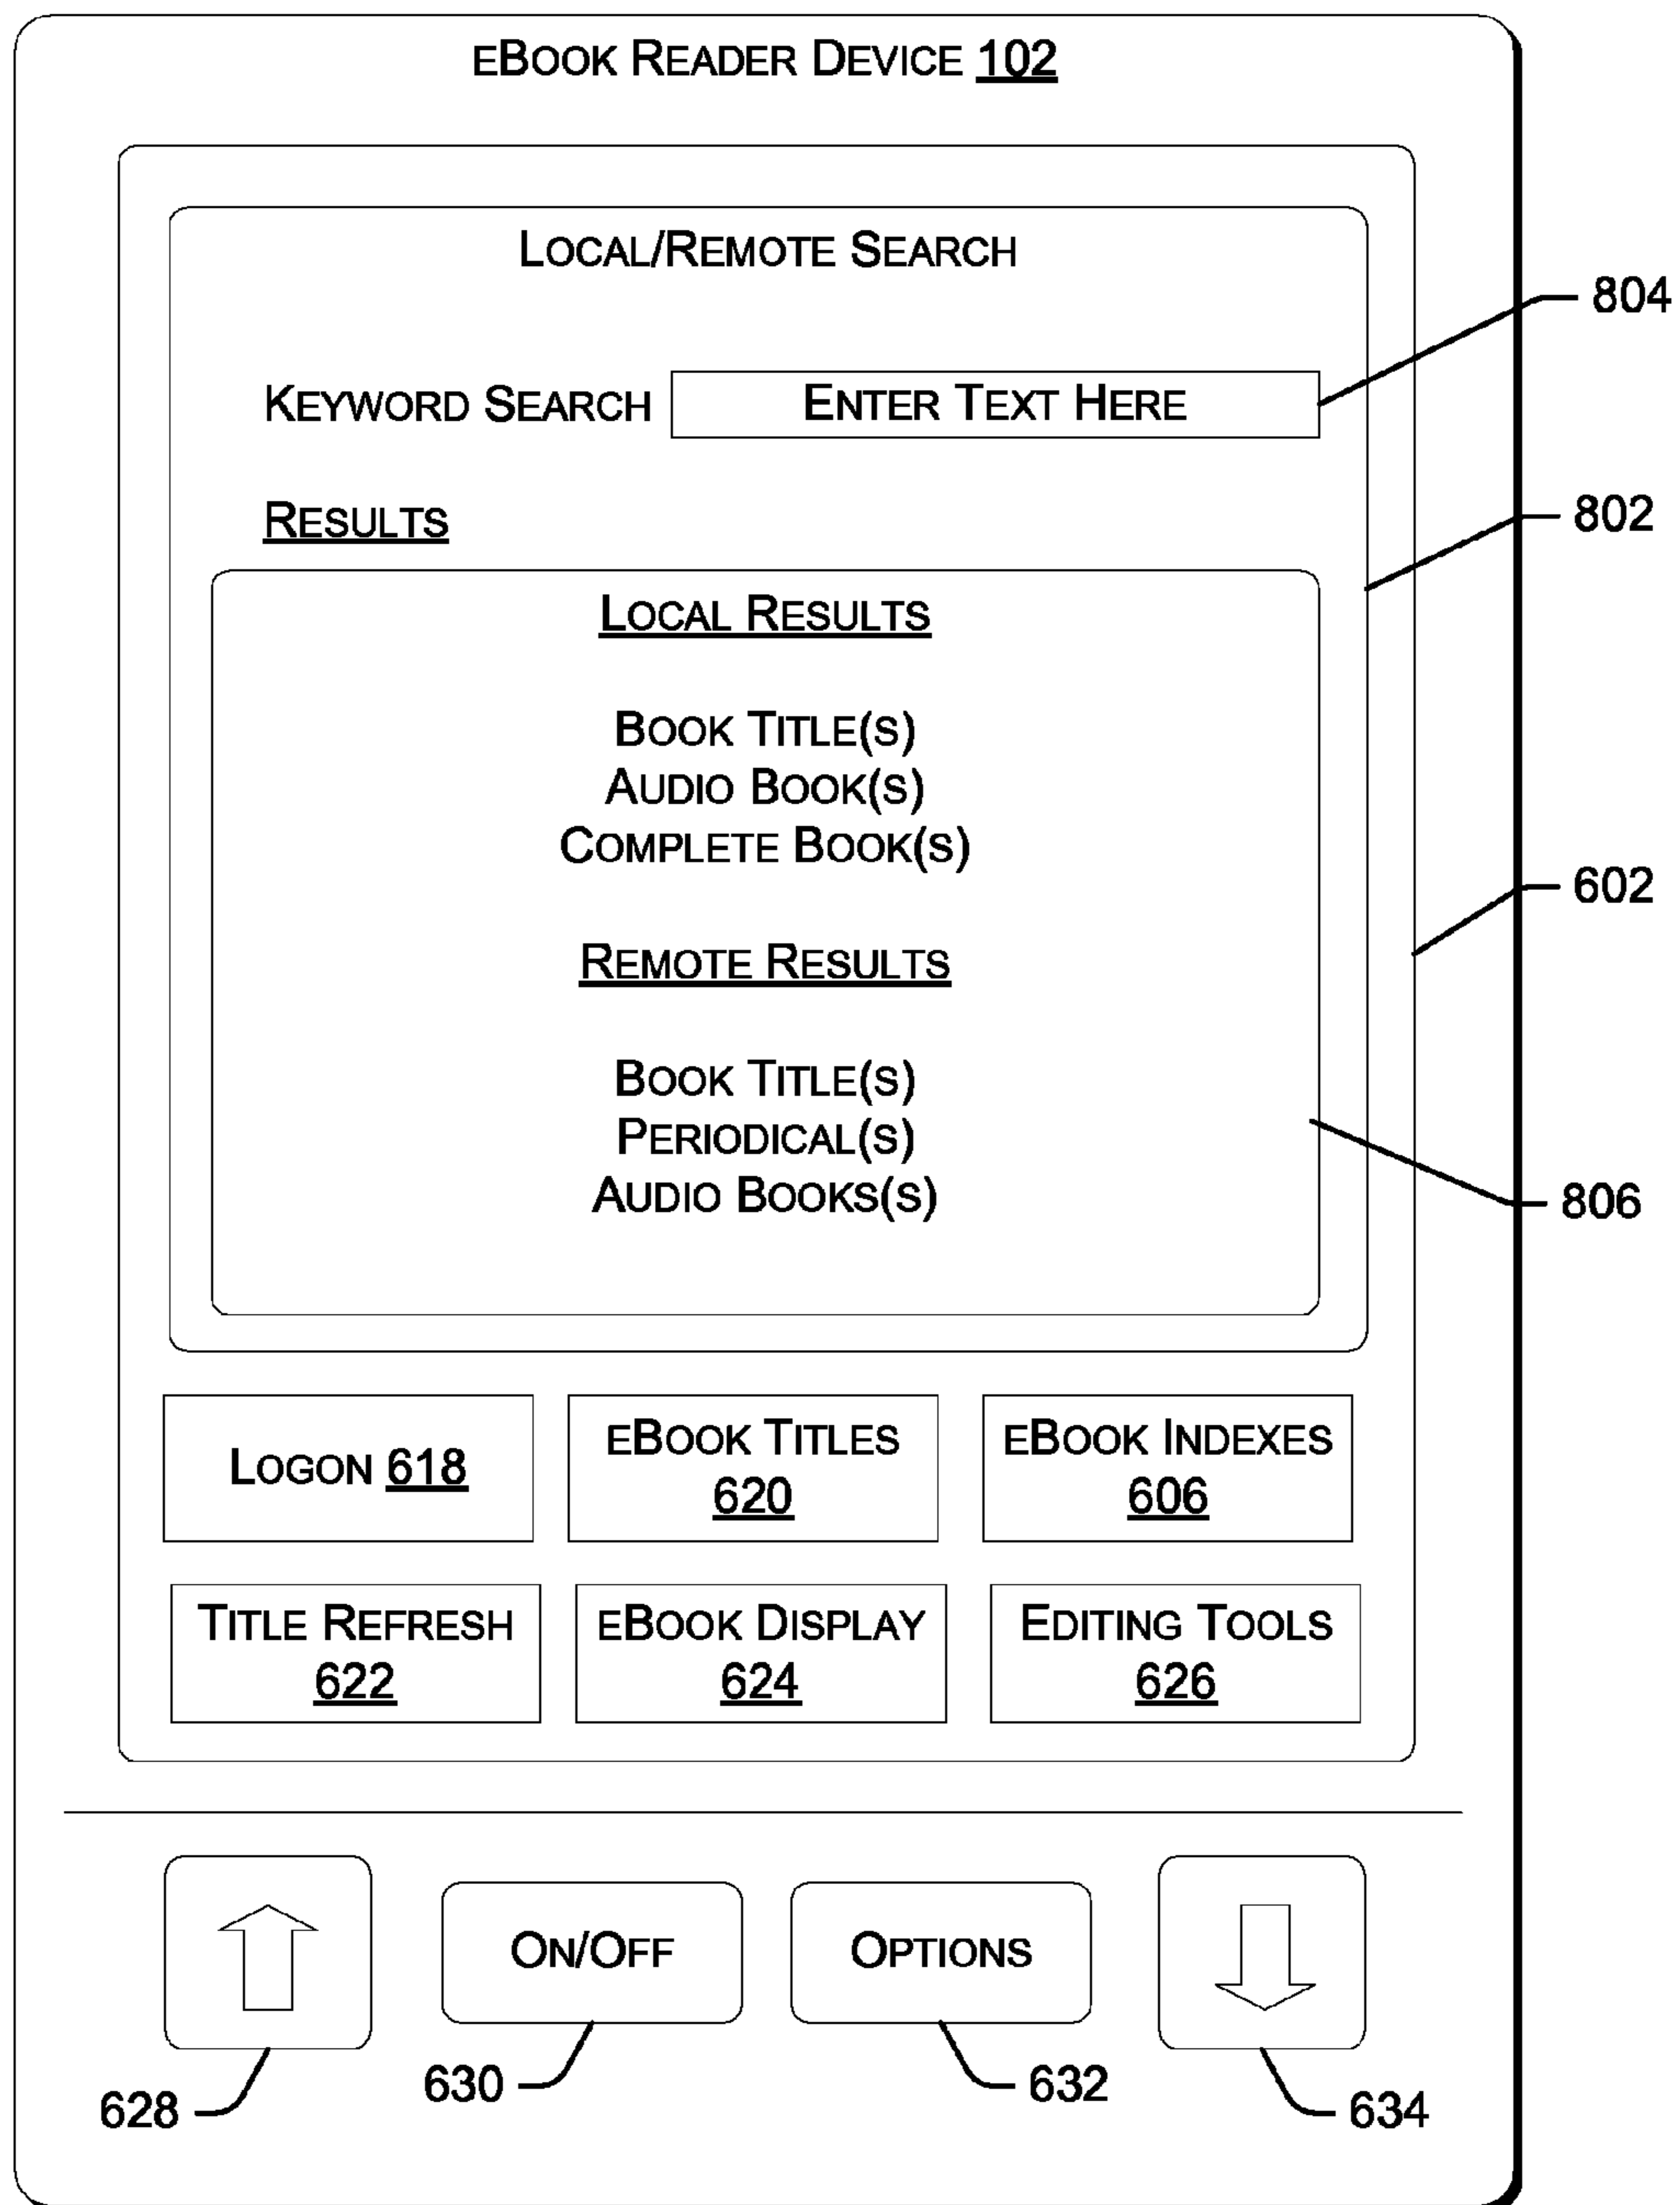 eBook Reader Device 102
Local/Remote Search
804
Keyword Search Enter Text Here
Results
802
Local Results
Book Title(s)
Audio Book(s)
Complete Book(s)
602
Remote Results
Book Title(s)
Periodical(s)
Audio Books(s)
806
Logon 618
eBook Titles
620
eBook Indexes
606
Title Refresh
622
eBook Display
624
Editing Tools
626
On/Off
Options
628
630
632
634